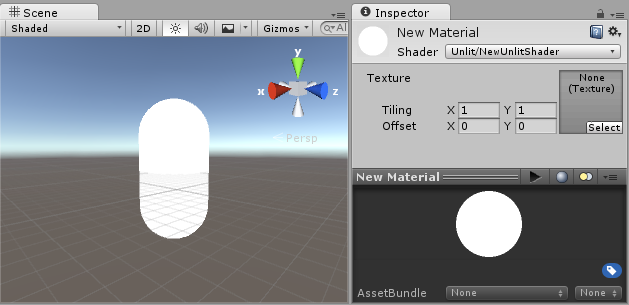 Scene
Shaded
2D
Gizmos
Al
y
x
z
Persp
Inspector
New Material
Shader
Unlit/NewUnlitShader
Texture
None
(Texture)
Tiling X 1 Y 1
Offset X 0 Y 0
Select
New Material
AssetBundle None None